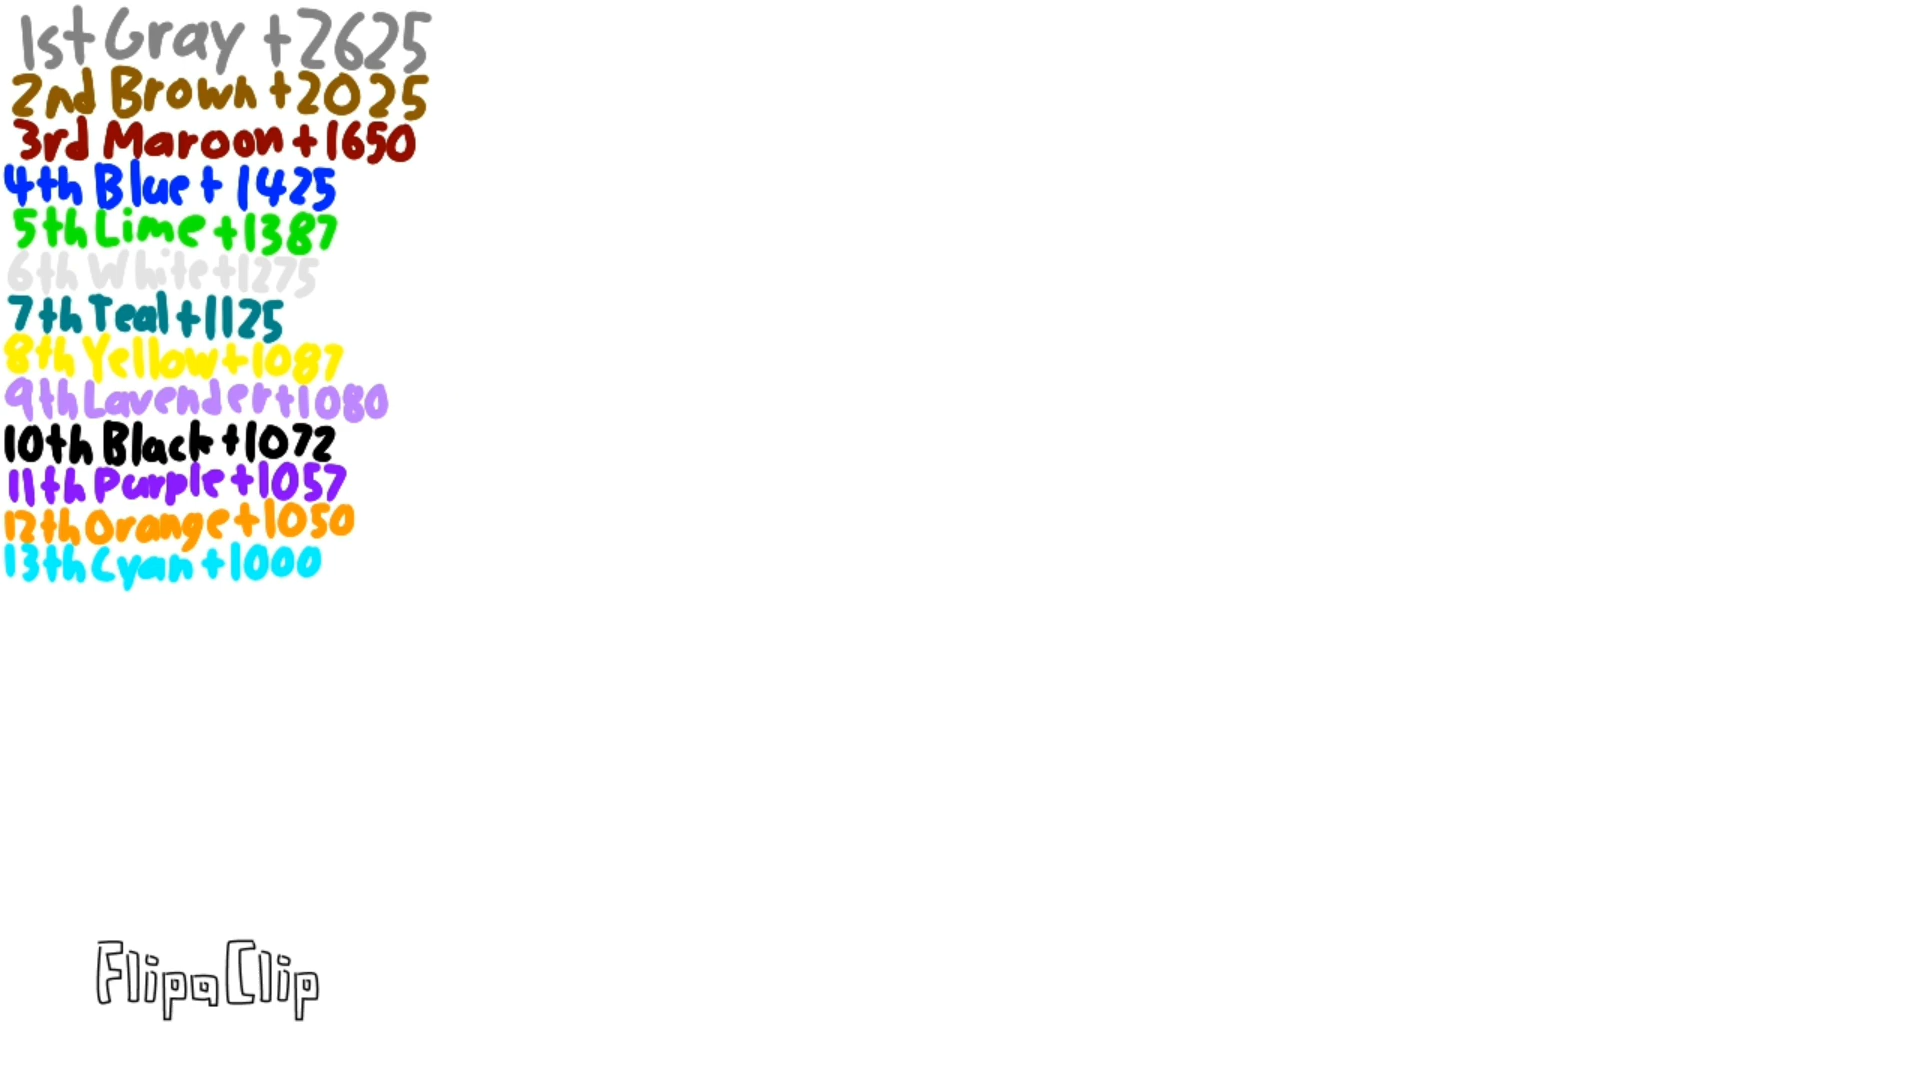 1st Gray +2625
2nd Brown +2025
3rd Maroon +1650
4th Blue + 1425
5th Lime +1387
6th White +1275
7th Teal +1125
8th Yellow +1087
9th Lavender +1080
10th Black +1072
11th Purple +1057
12th Orange +1050
13th Cyan +1000
FlipaClip